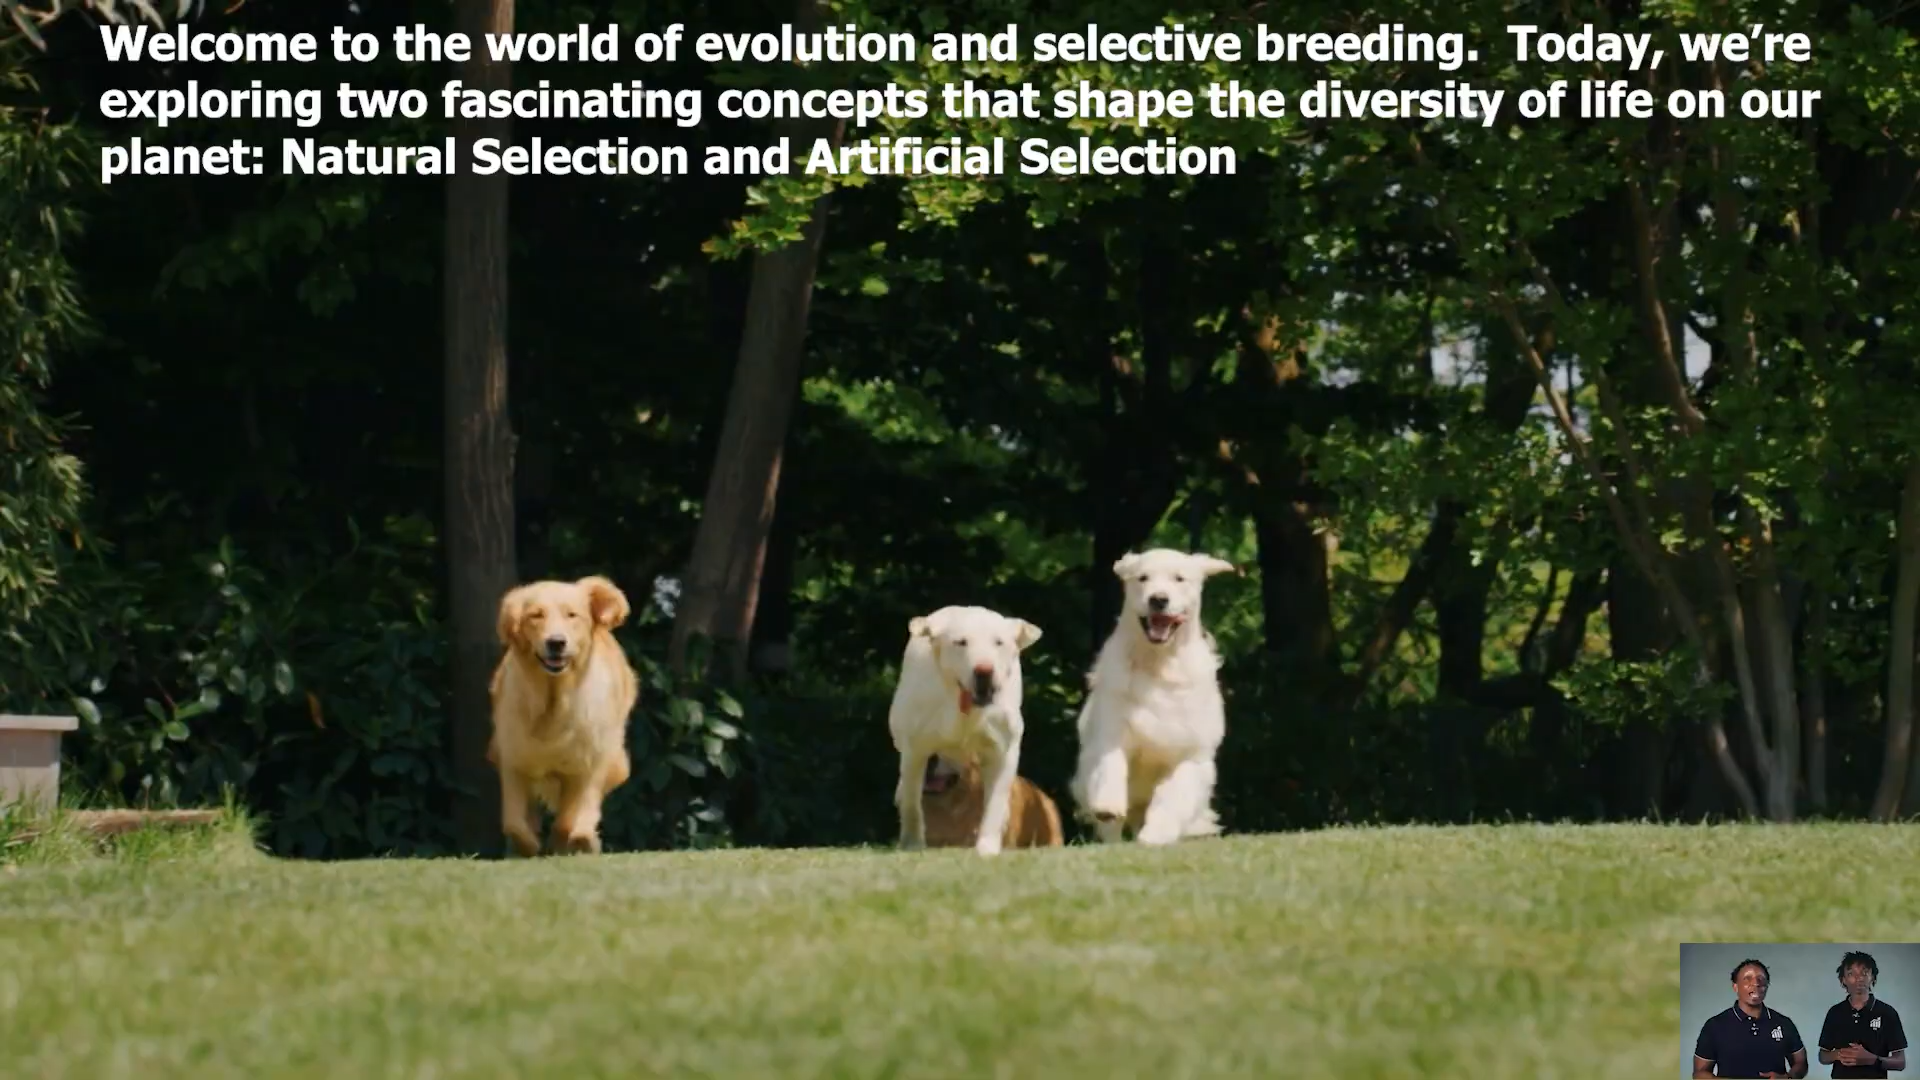 Welcome to the world of evolution and selective breeding.  Today, we’re
exploring two fascinating concepts that shape the diversity of life on our
planet: Natural Selection and Artificial Selection